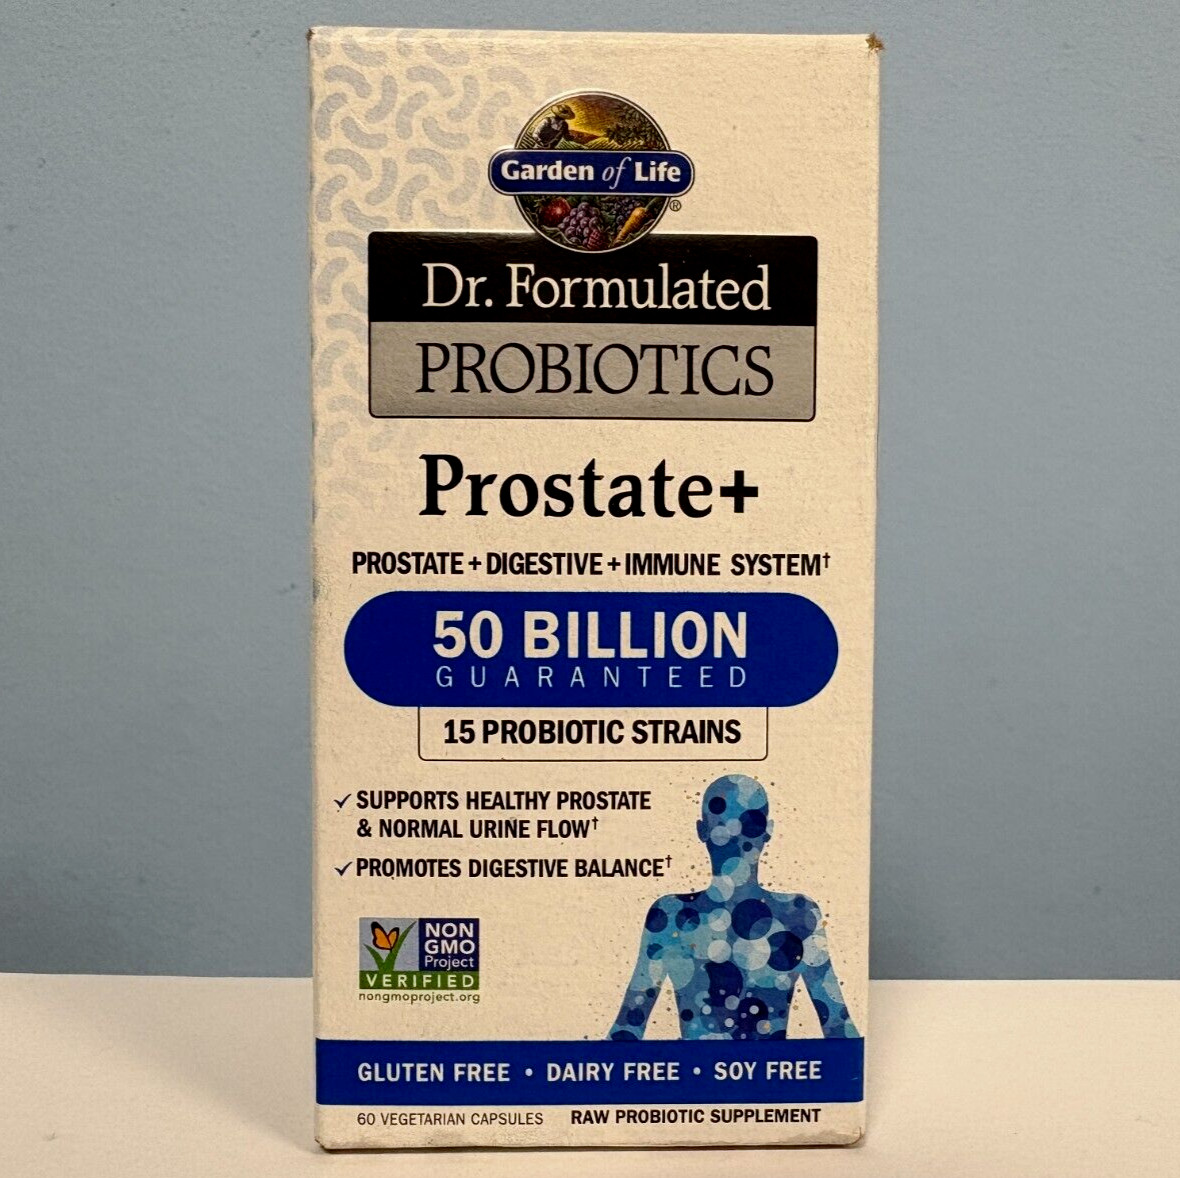 Garden of Life
®
Dr. Formulated
PROBIOTICS
Prostate+
PROSTATE + DIGESTIVE + IMMUNE SYSTEM†
50 BILLION
GUARANTEED
15 PROBIOTIC STRAINS
✓ SUPPORTS HEALTHY PROSTATE
& NORMAL URINE FLOW†
✓ PROMOTES DIGESTIVE BALANCE†
NON
GMO
Project
VERIFIED
nongmoproject.org
GLUTEN FREE • DAIRY FREE • SOY FREE
60 VEGETARIAN CAPSULES RAW PROBIOTIC SUPPLEMENT